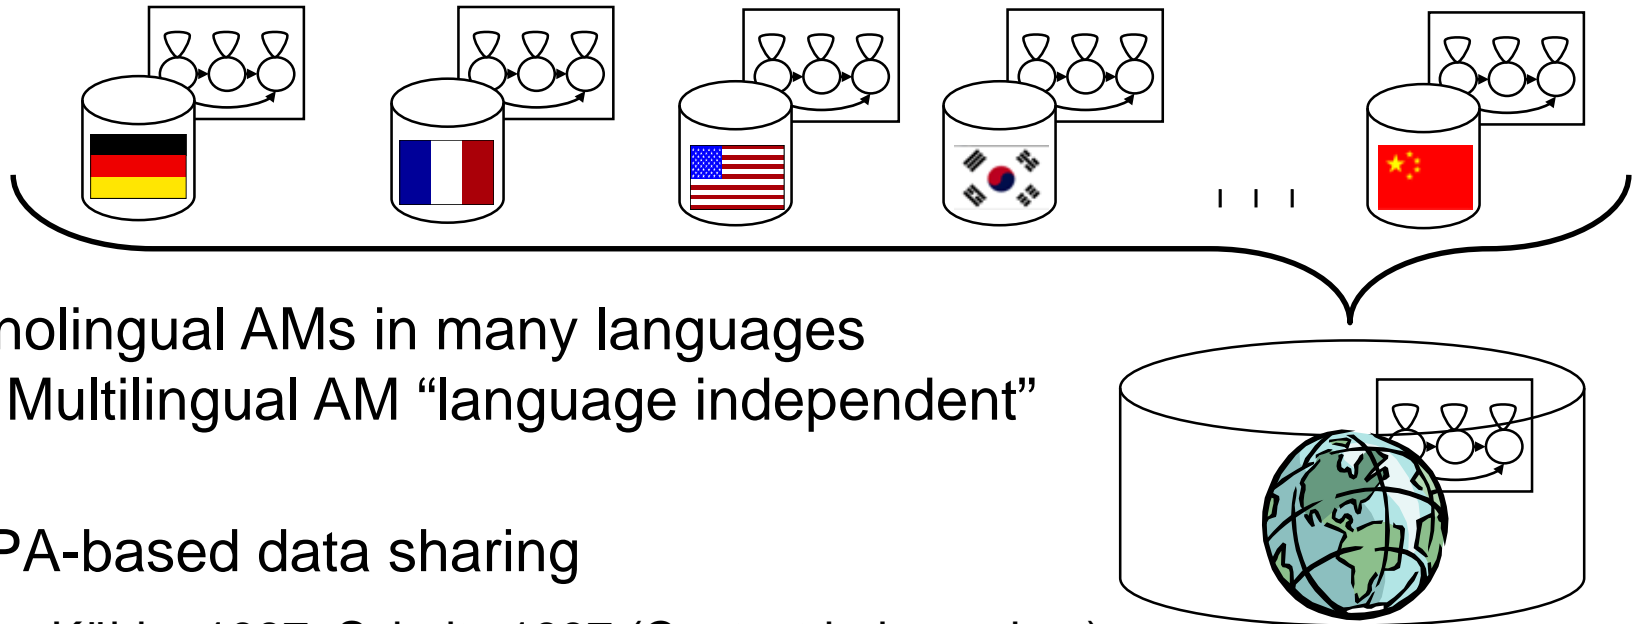 nolingual AMs in many languages
Multilingual AM “language independent”
PA-based data sharing